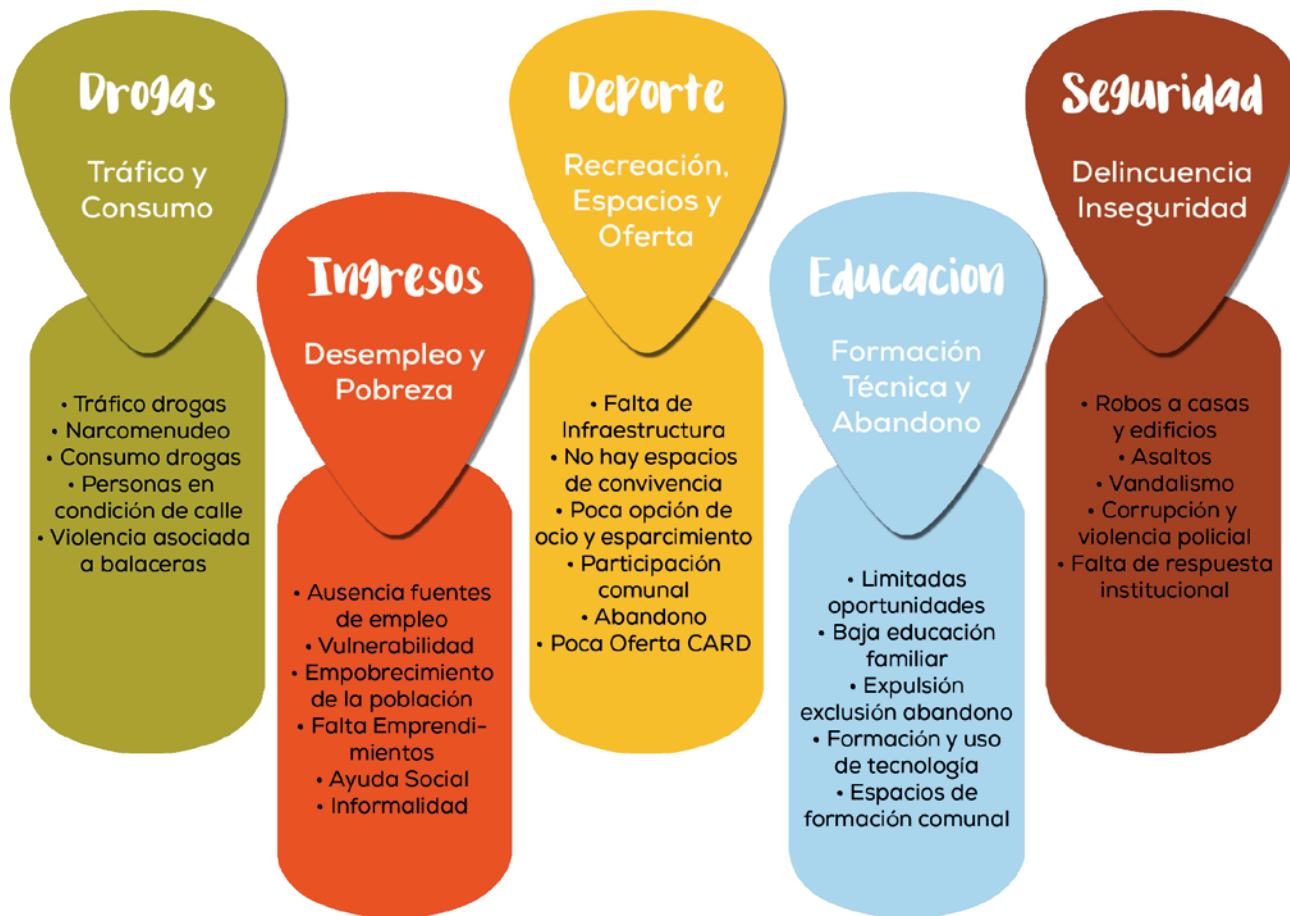 Drogas
Tráfico y
Consumo
• Tráfico drogas
• Narcomenudeo
• Consumo drogas
• Personas en
condición de calle
• Violencia asociada
a balaceras
Ingresos
Desempleo y
Pobreza
• Ausencia fuentes
de empleo
• Vulnerabilidad
• Empobrecimiento
de la población
• Falta Emprendi-
mientos
• Ayuda Social
• Informalidad
Deporte
Recreación,
Espacios y
Oferta
• Falta de
Infraestructura
• No hay espacios
de convivencia
• Poca opción de
ocio y esparcimiento
• Participación
comunal
• Abandono
• Poca Oferta CARD
Educacion
Formación
Técnica y
Abandono
• Limitadas
oportunidades
• Baja educación
familiar
• Expulsión
exclusión abandono
• Formación y uso
de tecnología
• Espacios de
formación comunal
Seguridad
Delincuencia
Inseguridad
• Robos a casas
y edificios
• Asaltos
• Vandalismo
• Corrupción y
violencia policial
• Falta de respuesta
institucional